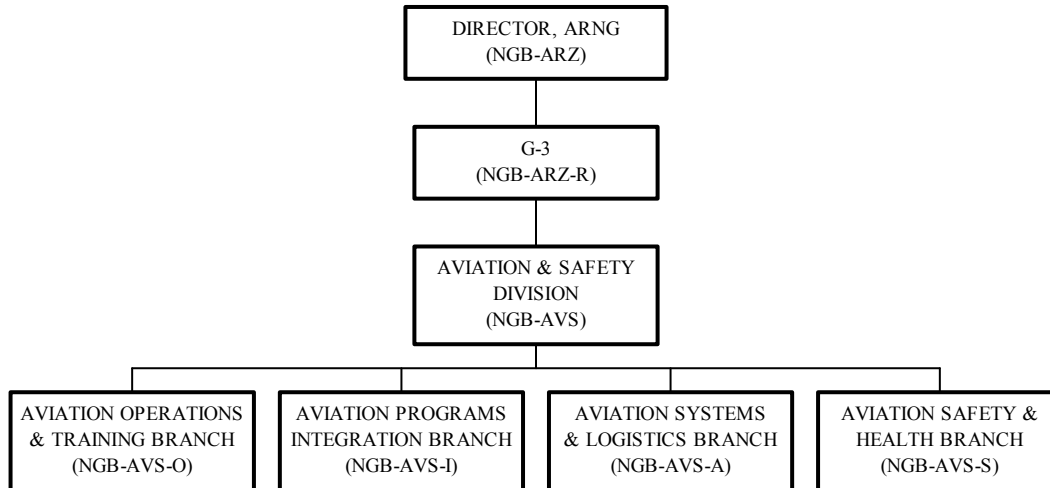 DIRECTOR, ARNG
(NGB-ARZ)
G-3
(NGB-ARZ-R)
AVIATION & SAFETY
DIVISION
(NGB-AVS)
AVIATION OPERATIONS
& TRAINING BRANCH
(NGB-AVS-O)
AVIATION PROGRAMS
INTEGRATION BRANCH
(NGB-AVS-I)
AVIATION SYSTEMS
& LOGISTICS BRANCH
(NGB-AVS-A)
AVIATION SAFETY &
HEALTH BRANCH
(NGB-AVS-S)